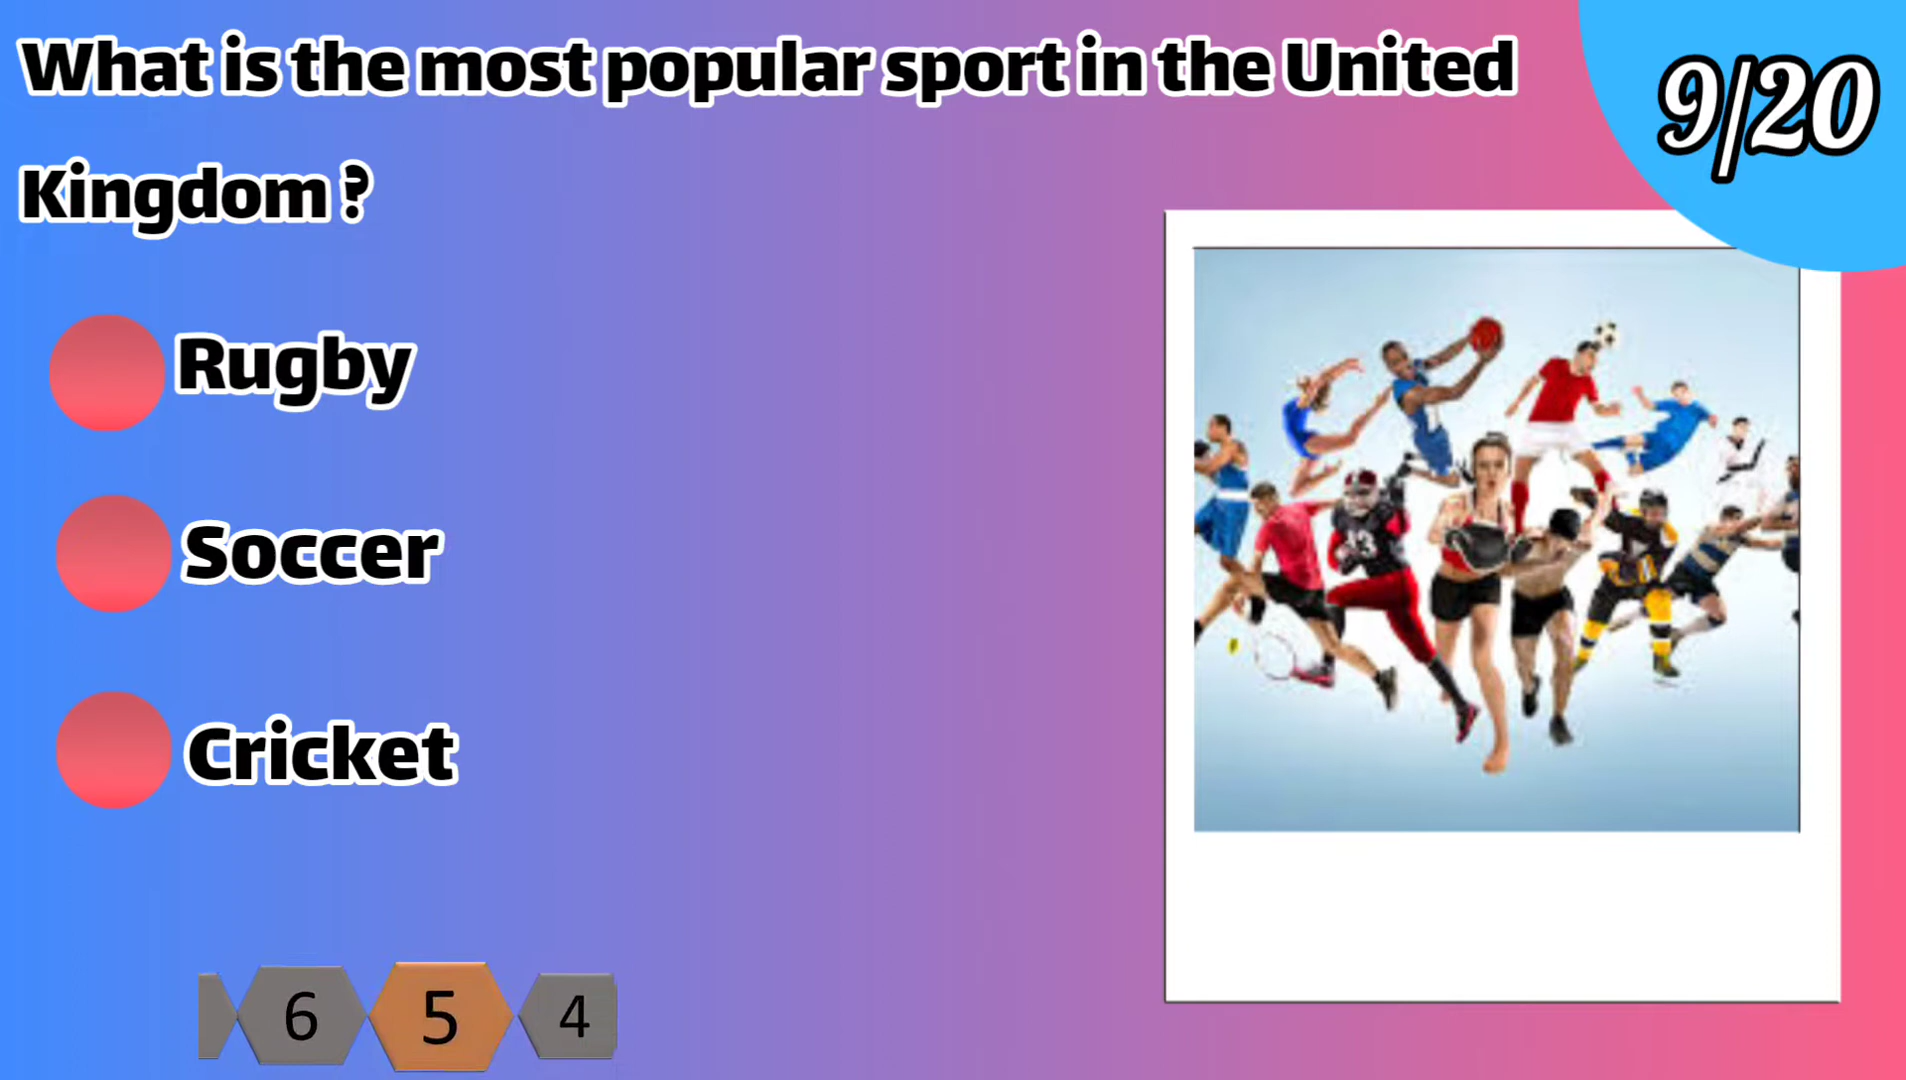 What is the most popular sport in the United
Kingdom ?
9/20
Rugby
Soccer
Cricket
6 5 4